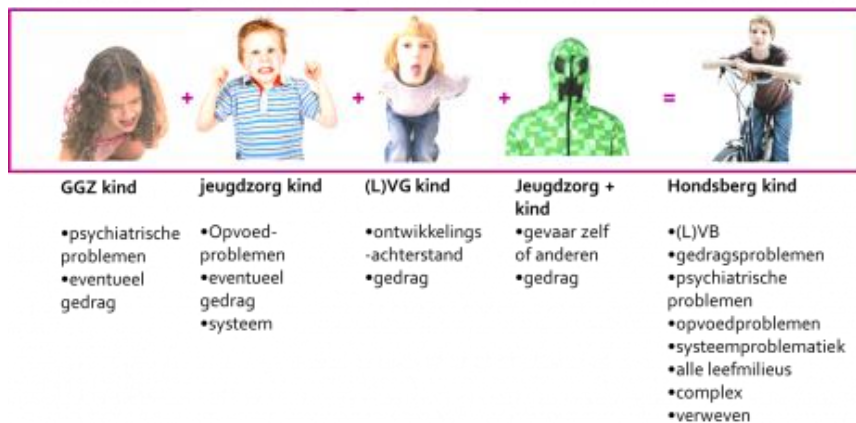 + + + =
GGZ kind
•psychiatrische
problemen
•eventueel
gedrag
jeugdzorg kind
•Opvoed-
problemen
•eventueel
gedrag
•systeem
(L)VG kind
•ontwikkelings
-achterstand
•gedrag
Jeugdzorg +
kind
•gevaar zelf
of anderen
•gedrag
Hondsberg kind
•(L)VB
•gedragsproblemen
•psychiatrische
problemen
•opvoedproblemen
•systeemproblematiek
•alle leefmilieus
•complex
•verweven